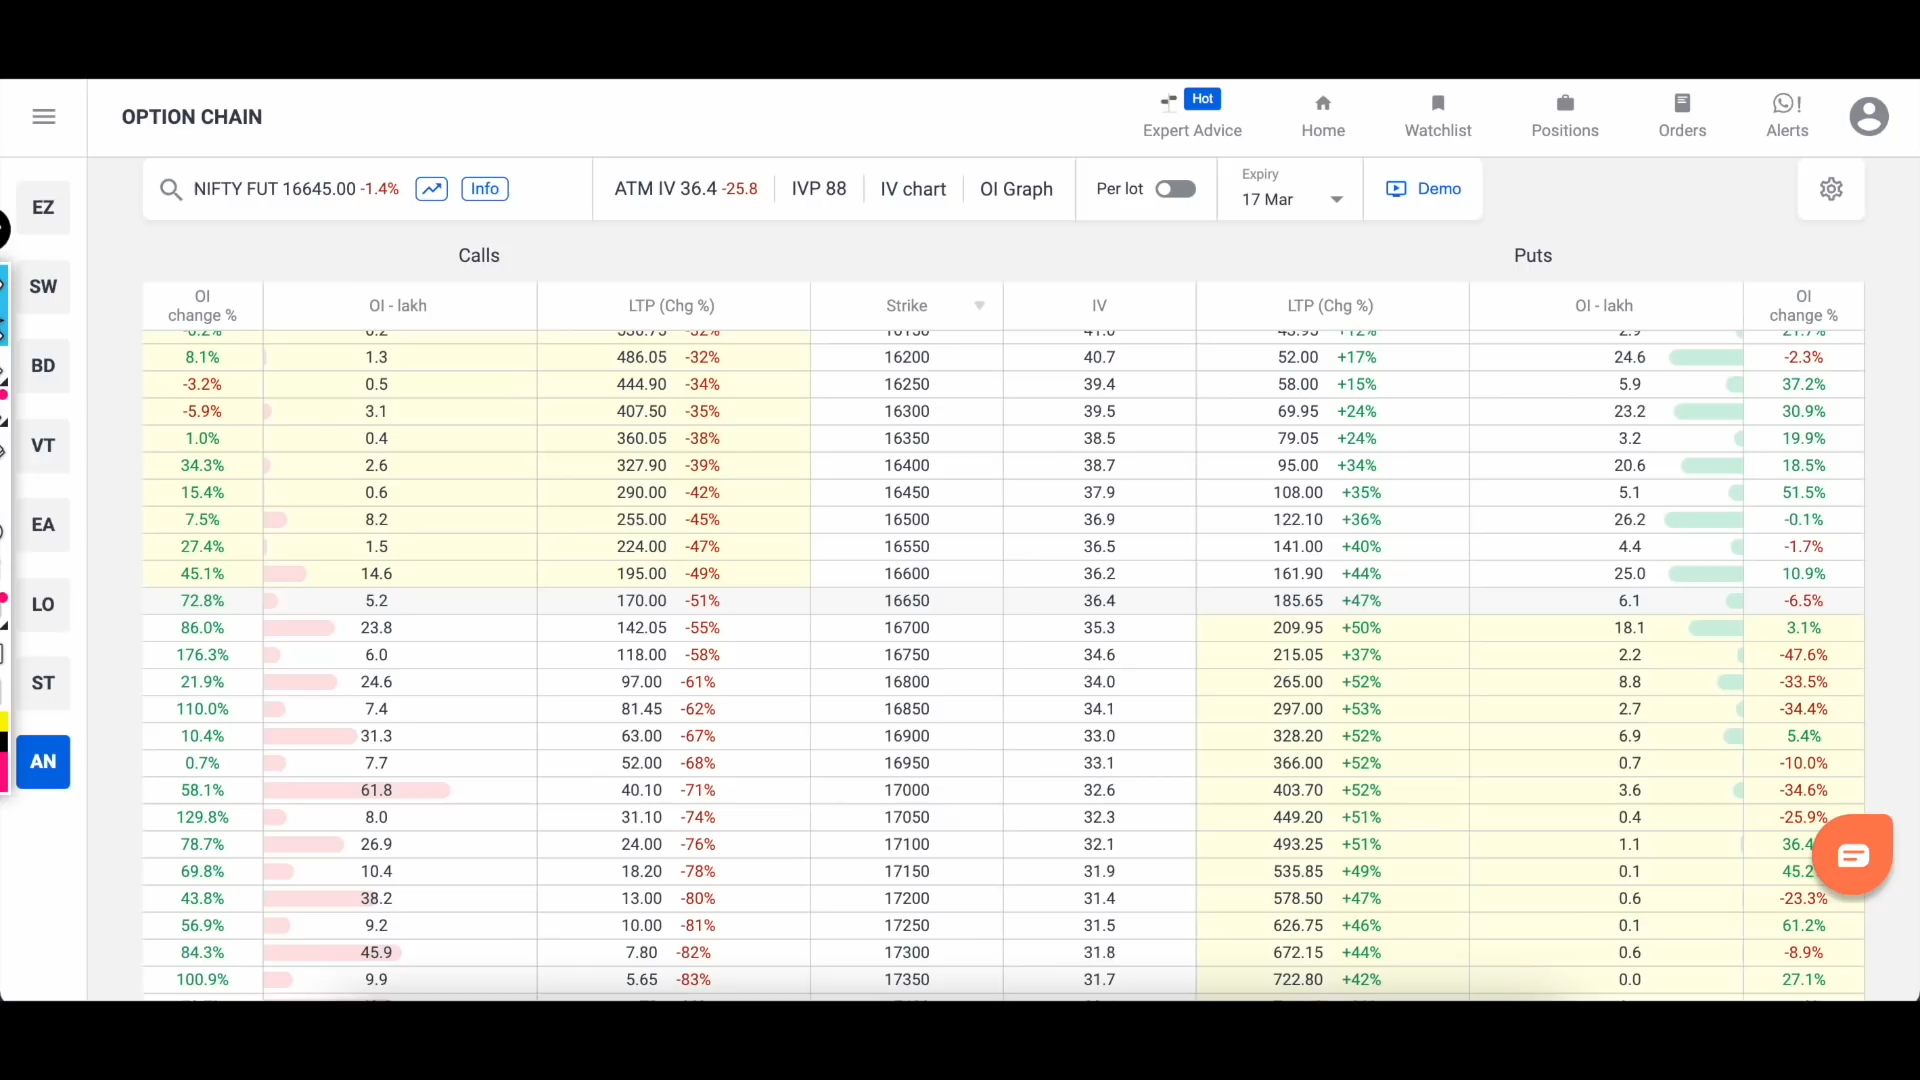 Hot
OPTION CHAIN
Expert Advice Home Watchlist Positions Orders Alerts
EZ
SW
BD
VT
EA
LO
ST
AN
NIFTY FUT 16645.00 -1.4% Info ATM IV 36.4 -25.8 IVP 88 IV chart OI Graph Per lot Expiry 17 Mar Demo
Calls Puts
OI change % OI - lakh LTP (Chg %) Strike IV LTP (Chg %) OI - lakh OI change %
8.1% 1.3 486.05 -32% 16200 40.7 52.00 +17% 24.6 -2.3%
-3.2% 0.5 444.90 -34% 16250 39.4 58.00 +15% 5.9 37.2%
-5.9% 3.1 407.50 -35% 16300 39.5 69.95 +24% 23.2 30.9%
1.0% 0.4 360.05 -38% 16350 38.5 79.05 +24% 3.2 19.9%
34.3% 2.6 327.90 -39% 16400 38.7 95.00 +34% 20.6 18.5%
15.4% 0.6 290.00 -42% 16450 37.9 108.00 +35% 5.1 51.5%
7.5% 8.2 255.00 -45% 16500 36.9 122.10 +36% 26.2 -0.1%
27.4% 1.5 224.00 -47% 16550 36.5 141.00 +40% 4.4 -1.7%
45.1% 14.6 195.00 -49% 16600 36.2 161.90 +44% 25.0 10.9%
72.8% 5.2 170.00 -51% 16650 36.4 185.65 +47% 6.1 -6.5%
86.0% 23.8 142.05 -55% 16700 35.3 209.95 +50% 18.1 3.1%
176.3% 6.0 118.00 -58% 16750 34.6 215.05 +37% 2.2 -47.6%
21.9% 24.6 97.00 -61% 16800 34.0 265.00 +52% 8.8 -33.5%
110.0% 7.4 81.45 -62% 16850 34.1 297.00 +53% 2.7 -34.4%
10.4% 31.3 63.00 -67% 16900 33.0 328.20 +52% 6.9 5.4%
0.7% 7.7 52.00 -68% 16950 33.1 366.00 +52% 0.7 -10.0%
58.1% 61.8 40.10 -71% 17000 32.6 403.70 +52% 3.6 -34.6%
129.8% 8.0 31.10 -74% 17050 32.3 449.20 +51% 0.4 -25.9%
78.7% 26.9 24.00 -76% 17100 32.1 493.25 +51% 1.1 36.4
69.8% 10.4 18.20 -78% 17150 31.9 535.85 +49% 0.1 45.2
43.8% 38.2 13.00 -80% 17200 31.4 578.50 +47% 0.6 -23.3%
56.9% 9.2 10.00 -81% 17250 31.5 626.75 +46% 0.1 61.2%
84.3% 45.9 7.80 -82% 17300 31.8 672.15 +44% 0.6 -8.9%
100.9% 9.9 5.65 -83% 17350 31.7 722.80 +42% 0.0 27.1%